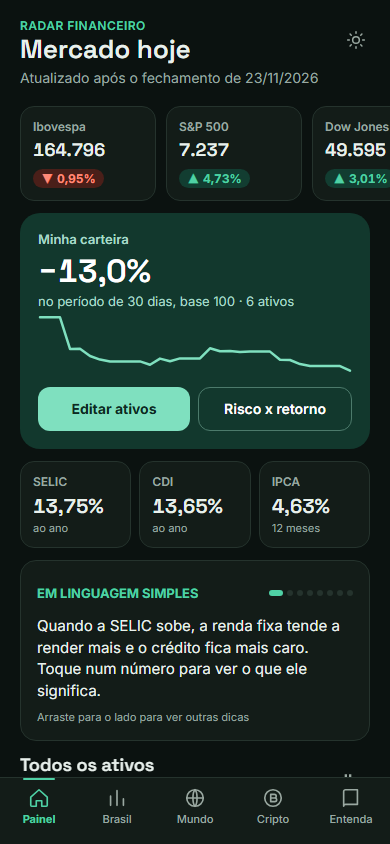 RADAR FINANCEIRO
Mercado hoje
Atualizado após o fechamento de 23/11/2026
Ibovespa
164.796
▼ 0,95%
S&P 500
7.237
▲ 4,73%
Dow Jones
49.595
▲ 3,01%
Minha carteira
−13,0%
no período de 30 dias, base 100 · 6 ativos
Editar ativos
Risco x retorno
SELIC
13,75%
ao ano
CDI
13,65%
ao ano
IPCA
4,63%
12 meses
EM LINGUAGEM SIMPLES
Quando a SELIC sobe, a renda fixa tende a
render mais e o crédito fica mais caro.
Toque num número para ver o que ele
significa.
Arraste para o lado para ver outras dicas
Todos os ativos
Painel
Brasil
Mundo
Cripto
Entenda